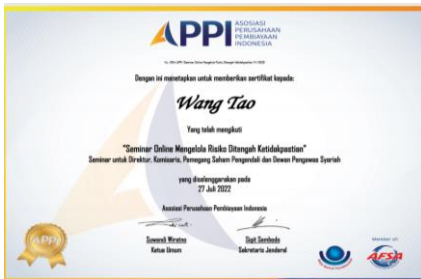 APPI ASOSIASI
PERUSAHAAN
PEMBIAYAAN
INDONESIA
Dengan ini menetapkan untuk memberikan sertifikat kepada:
Wang Tao
Yang telah mengikuti
"Seminar Online Mengelola Risiko Ditengah Ketidakpastian"
Seminar untuk Direktur, Komisaris, Pemegang Saham Pengendali dan Dewan Pengawas Syariah
yang diselenggarakan pada
27 Juli 2022
Asosiasi Perusahaan Pembiayaan Indonesia
Suwandi Wiratno Sigit Sembodo
Ketua Umum Sekretaris Jenderal
APPI
Member of:
AFSA